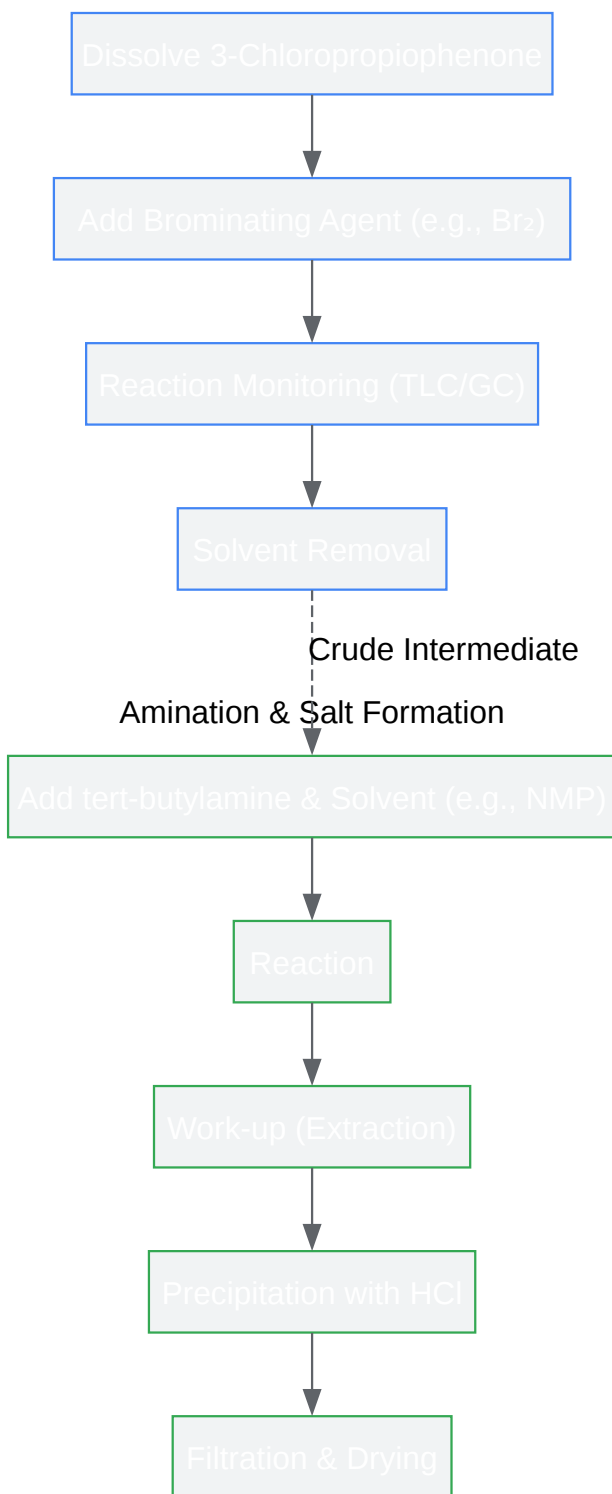 Dissolve 3-Chloropropiophenone
Add Brominating Agent (e.g., Br₂)
Reaction Monitoring (TLC/GC)
Solvent Removal
Crude Intermediate
Amination & Salt Formation
Add tert-butylamine & Solvent (e.g., NMP)
Reaction
Work-up (Extraction)
Precipitation with HCl
Filtration & Drying